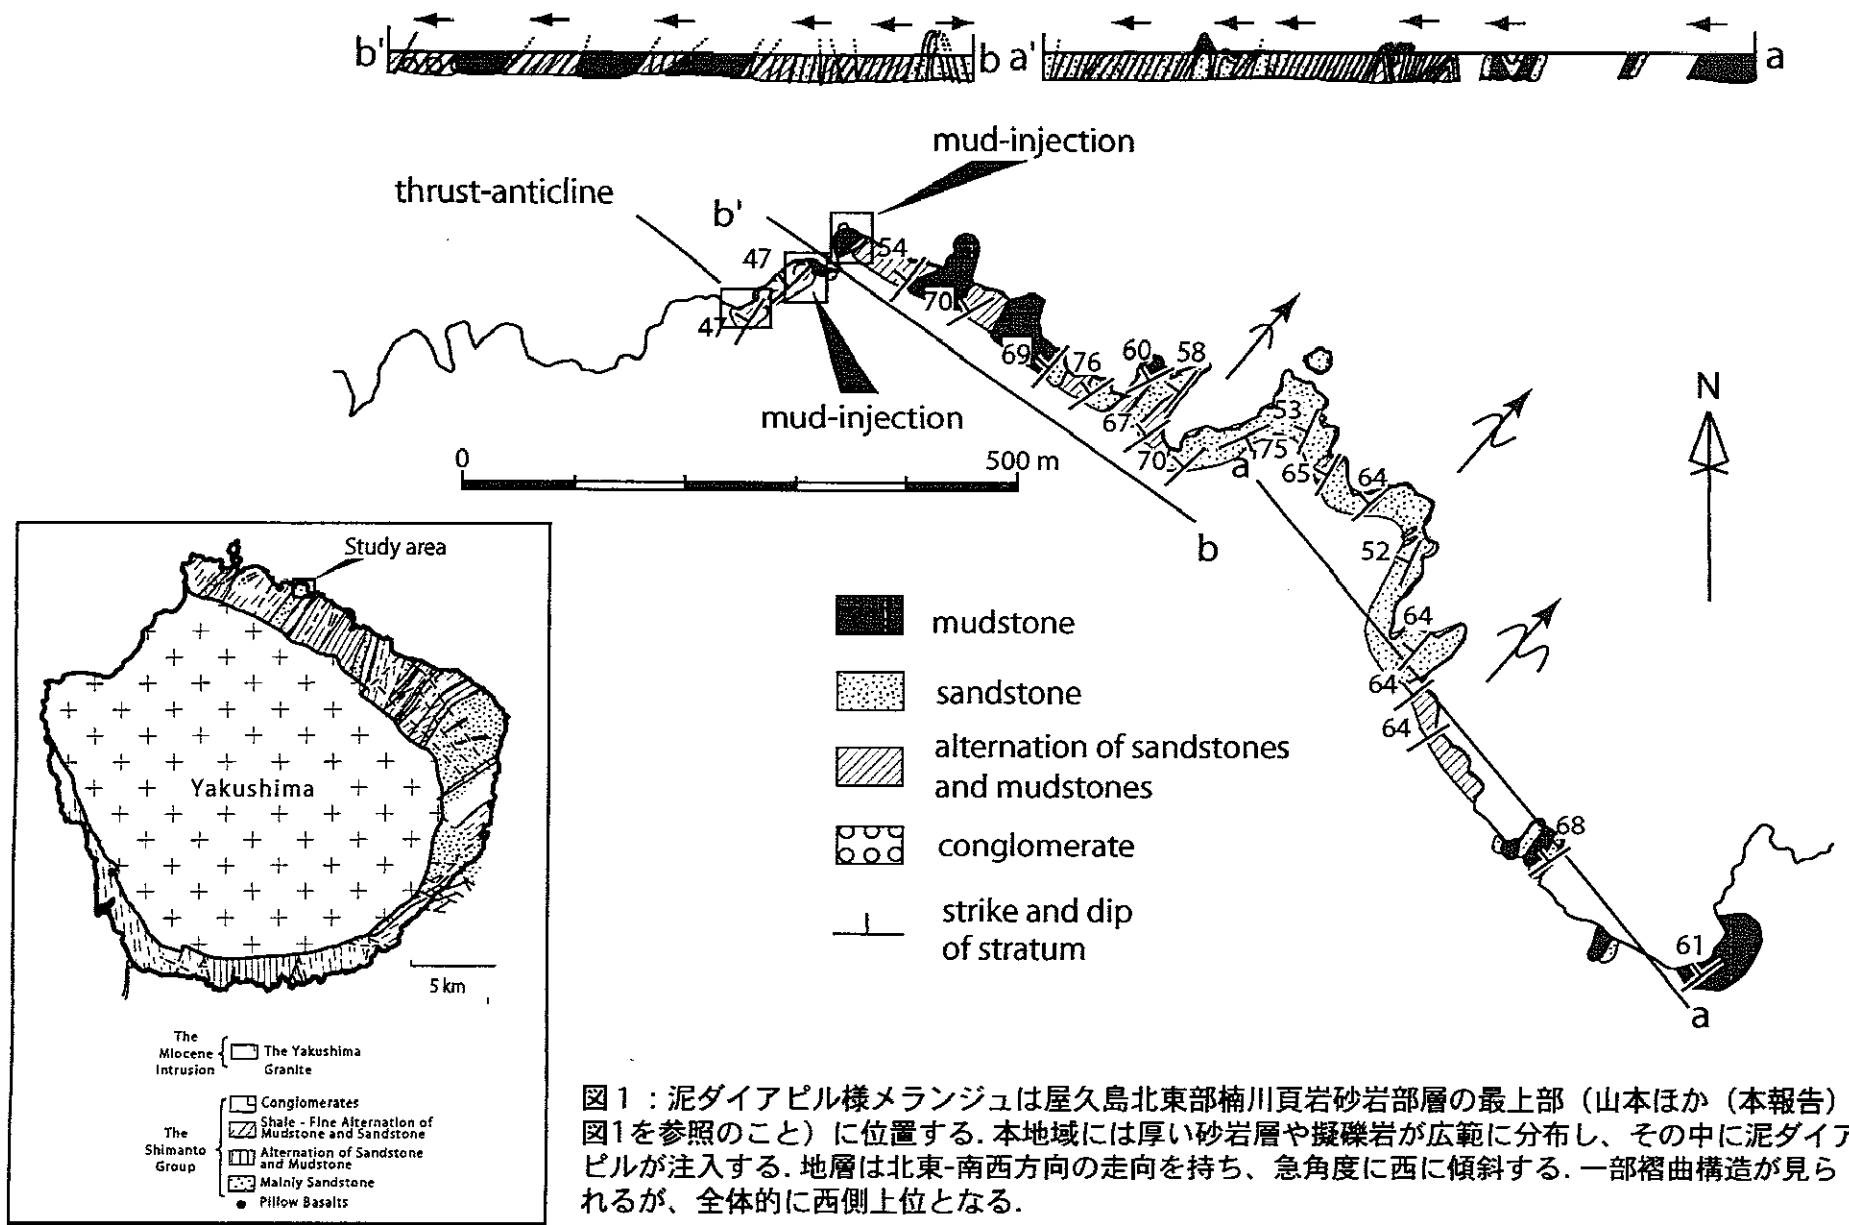 b' b a' a
mud-injection
thrust-anticline
b'
47
54
47
70
69
76
60
58
67
70
53
75
65
64
52
64
64
64
68
61
mud-injection
0 500 m
a
b
a
N
mudstone
sandstone
alternation of sandstones
and mudstones
conglomerate
strike and dip
of stratum
Study area
Yakushima
5 km
The
Miocene
Intrusion
The Yakushima
Granite
The
Shimanto
Group
Conglomerates
Shale - Fine Alternation of
Mudstone and Sandstone
Alternation of Sandstone
and Mudstone
Mainly Sandstone
Pillow Basalts
図1：泥ダイアピル様メランジュは屋久島北東部楠川頁岩砂岩部層の最上部（山本ほか（本報告）
図1を参照のこと）に位置する. 本地域には厚い砂岩層や擬礫岩が広範に分布し、その中に泥ダイア
ピルが注入する. 地層は北東-南西方向の走向を持ち、急角度に西に傾斜する. 一部褶曲構造が見ら
れるが、全体的に西側上位となる.